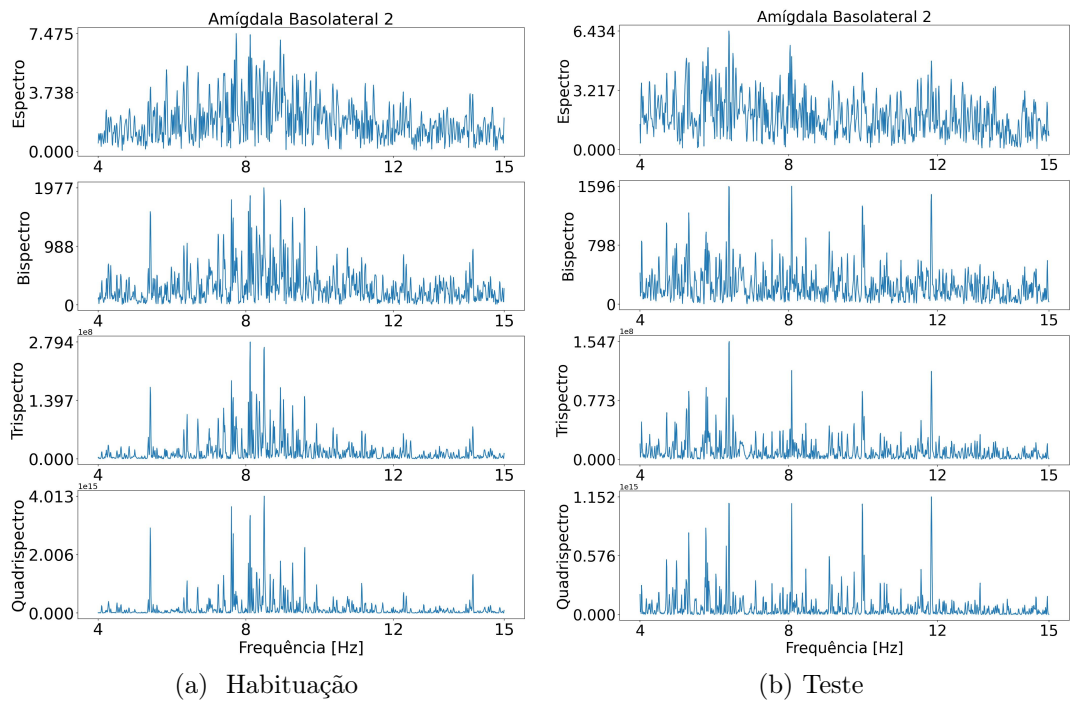 Amígdala Basolateral 2
7.475
3.738
0.000
Espectro
4 8 12 15
1977
988
0
Bispectro
4 8 12 15
1e8
2.794
1.397
0.000
Trispectro
4 8 12 15
1e15
4.013
2.006
0.000
Quadrispectro
4 8 12 15
Frequência [Hz]
(a) Habituação
Amígdala Basolateral 2
6.434
3.217
0.000
Espectro
4 8 12 15
1596
798
0
Bispectro
4 8 12 15
1e8
1.547
0.773
0.000
Trispectro
4 8 12 15
1e15
1.152
0.576
0.000
Quadrispectro
4 8 12 15
Frequência [Hz]
(b) Teste